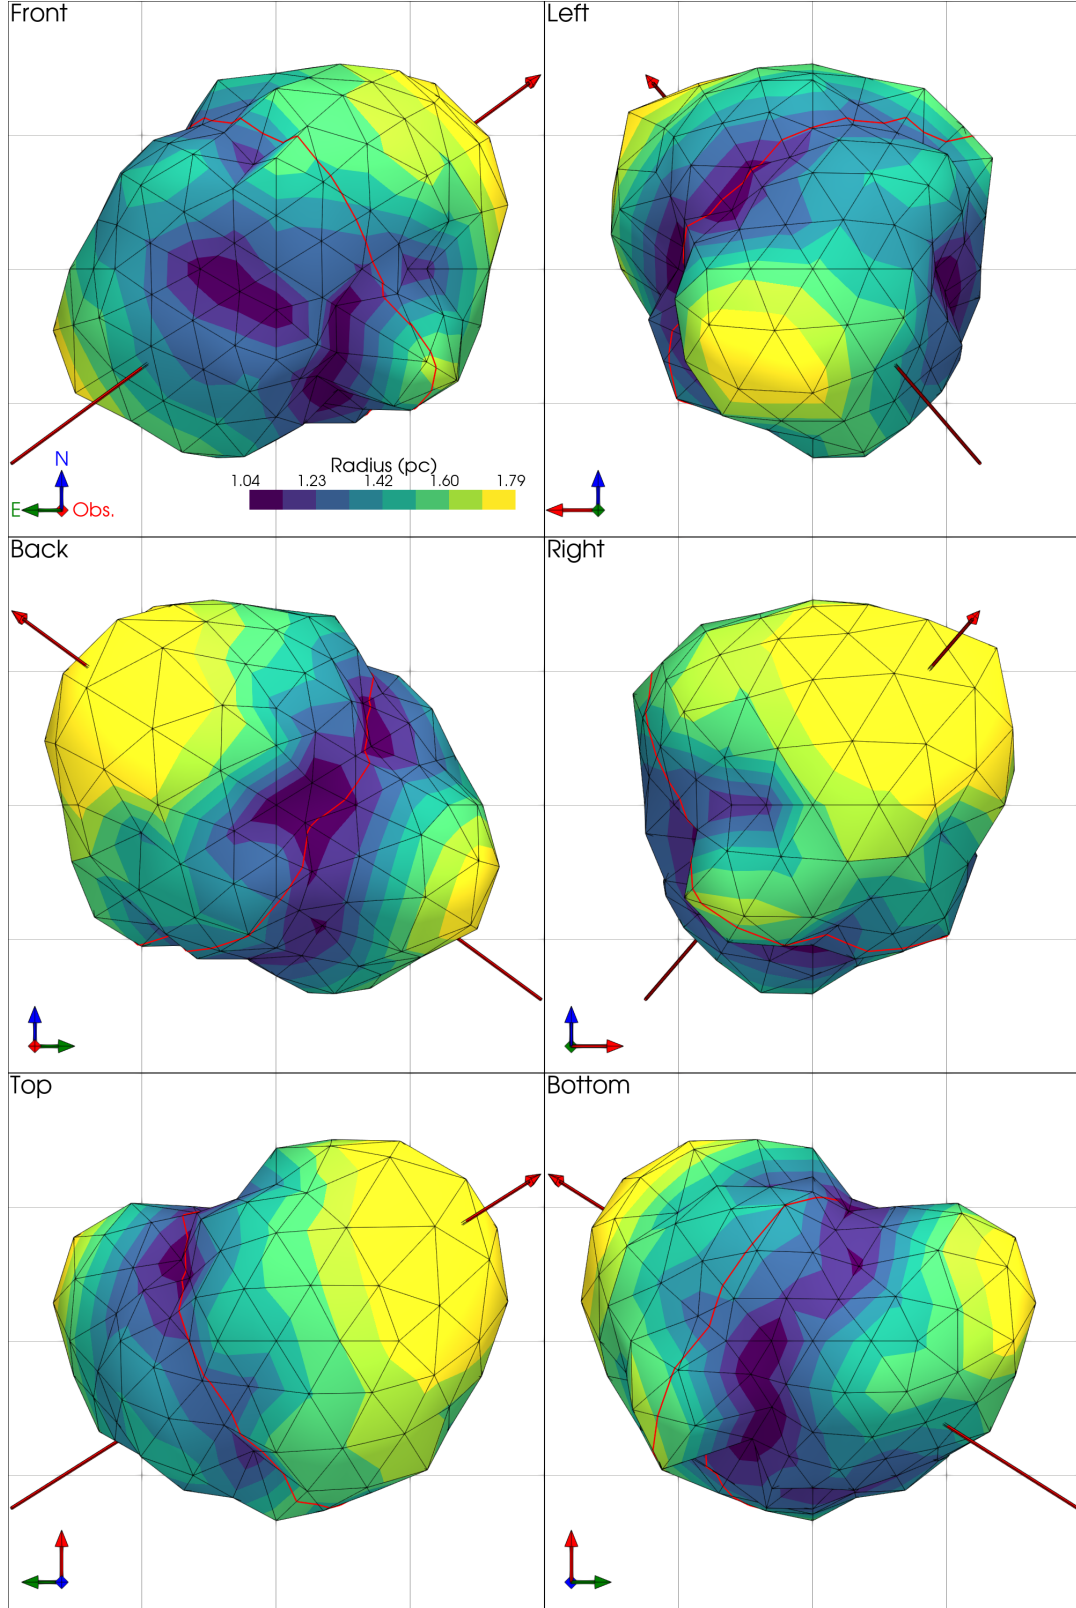 Front
Left
N
E
Obs.
Radius (pc)
1.04 1.23 1.42 1.60 1.79
Back
Right
Top
Bottom